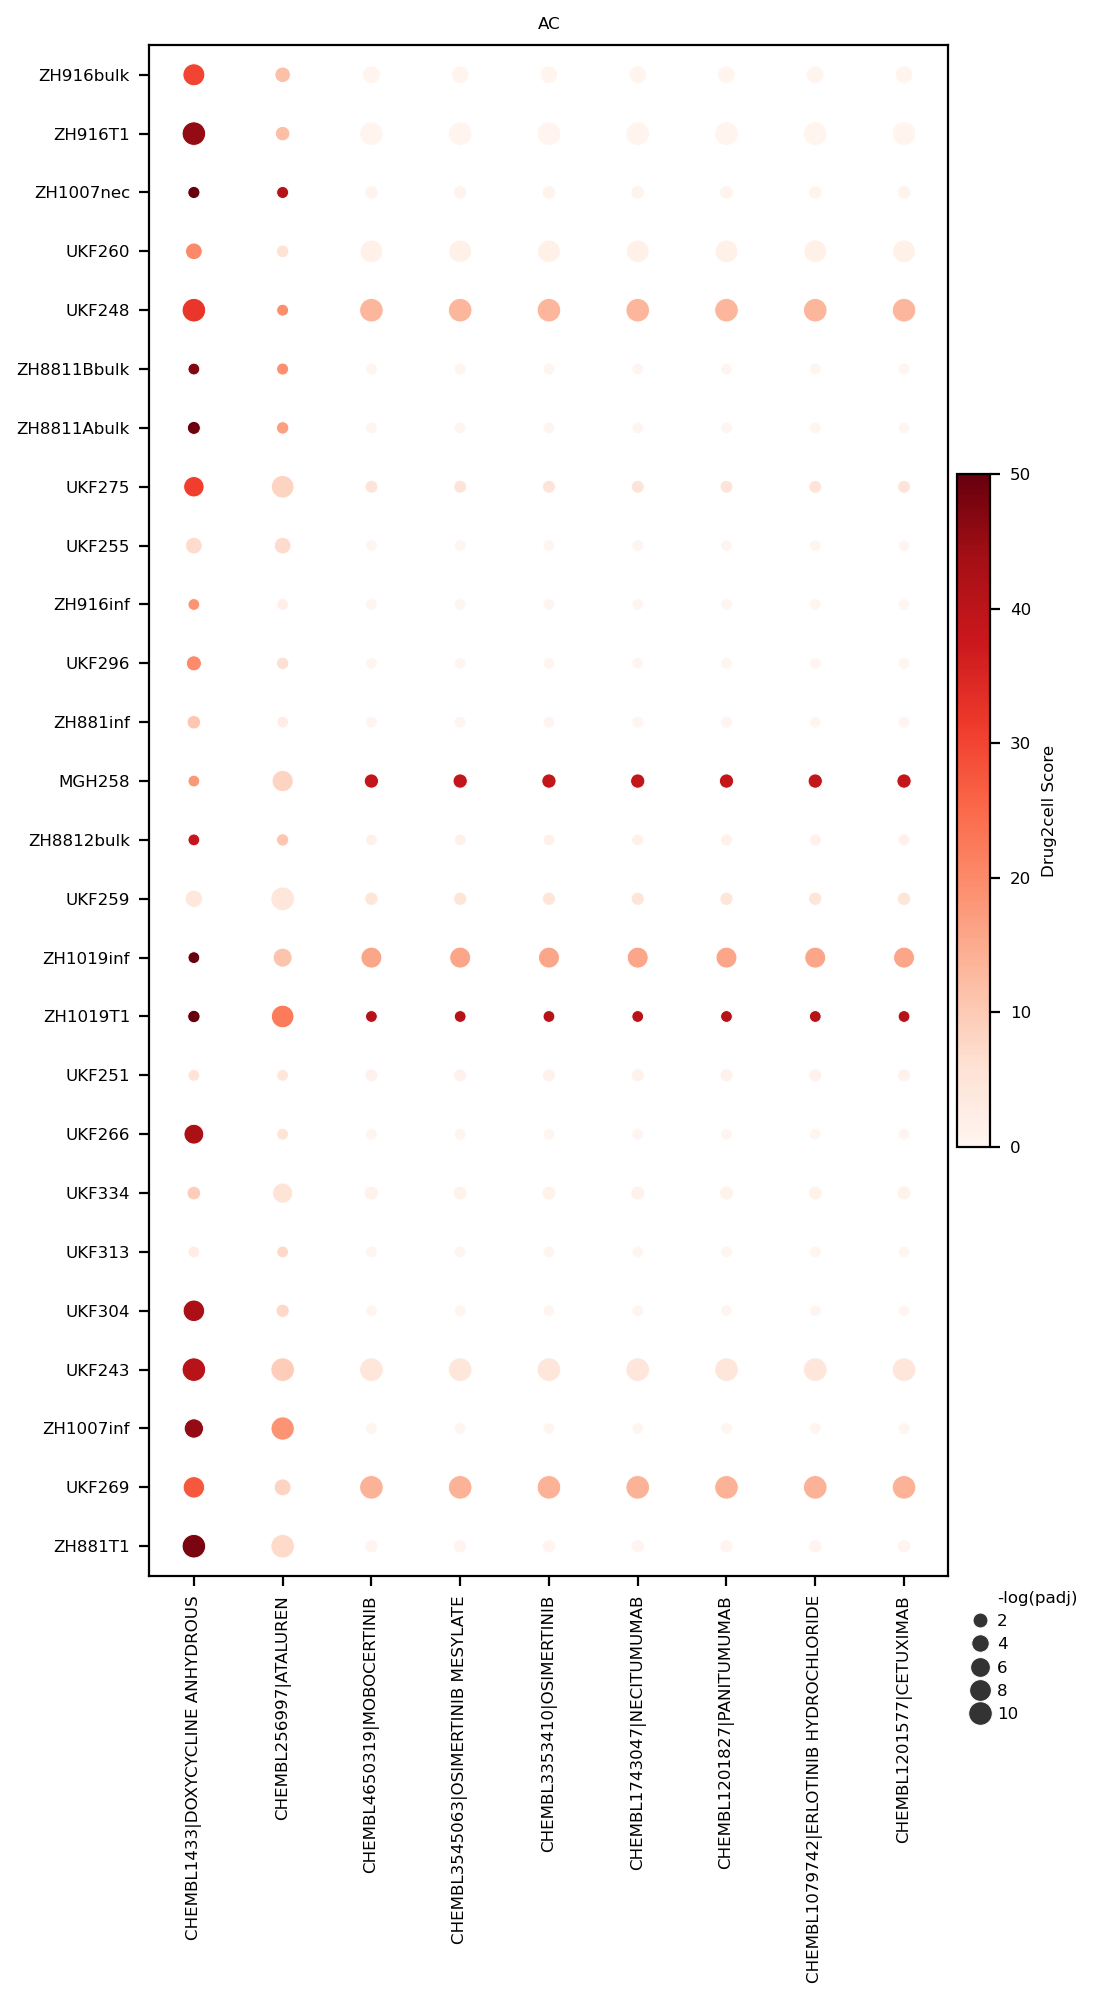 AC
ZH916bulk
ZH916T1
ZH1007nec
UKF260
UKF248
ZH8811Bbulk
ZH8811Abulk
UKF275
UKF255
ZH916inf
UKF296
ZH881inf
MGH258
ZH8812bulk
UKF259
ZH1019inf
ZH1019T1
UKF251
UKF266
UKF334
UKF313
UKF304
UKF243
ZH1007inf
UKF269
ZH881T1
50
40
30
20
10
0
Drug2cell Score
CHEMBL1433|DOXYCYCLINE ANHYDROUS
CHEMBL256997|ATALUREN
CHEMBL4650319|MOBOCERTINIB
CHEMBL3545063|OSIMERTINIB MESYLATE
CHEMBL3353410|OSIMERTINIB
CHEMBL1743047|NECITUMUMAB
CHEMBL1201827|PANITUMUMAB
CHEMBL1079742|ERLOTINIB HYDROCHLORIDE
CHEMBL1201577|CETUXIMAB
-log(padj)
2
4
6
8
10